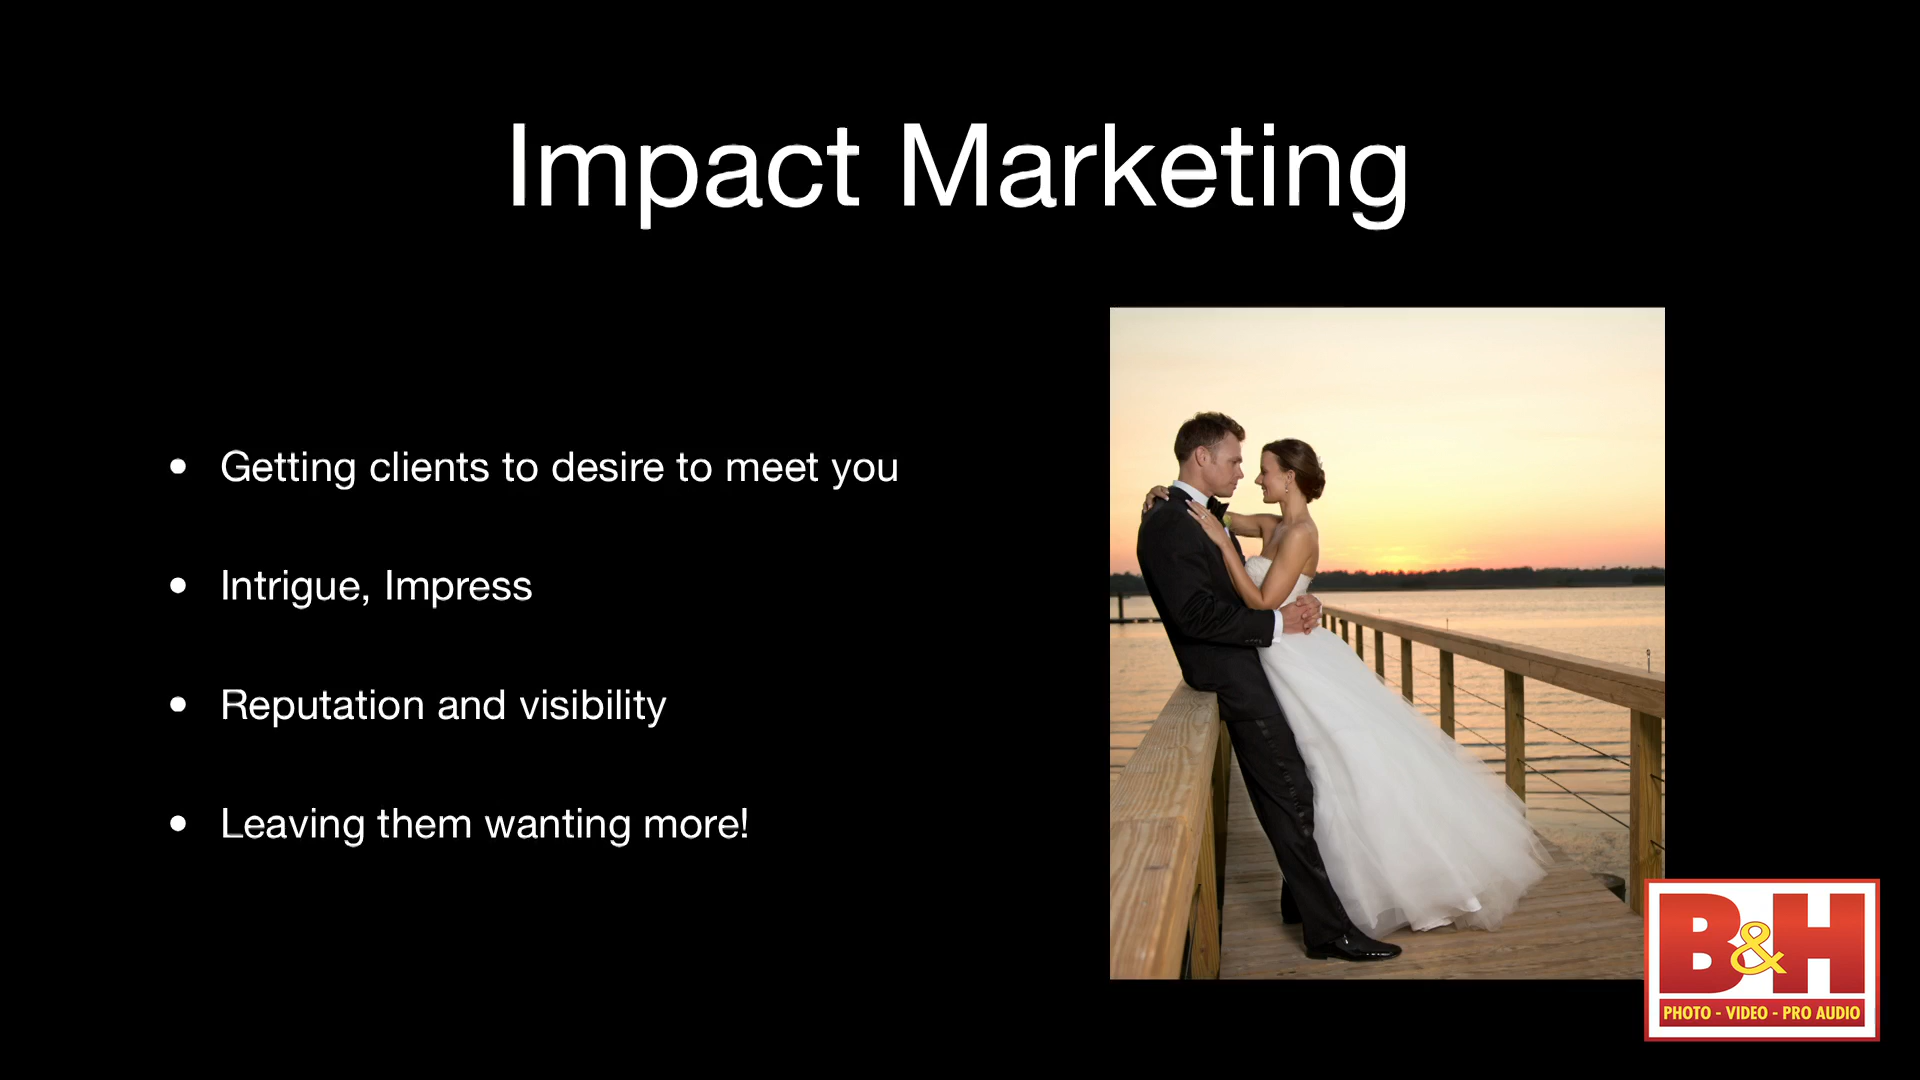 Impact Marketing
• Getting clients to desire to meet you
• Intrigue, Impress
• Reputation and visibility
• Leaving them wanting more!
B&H
PHOTO - VIDEO - PRO AUDIO